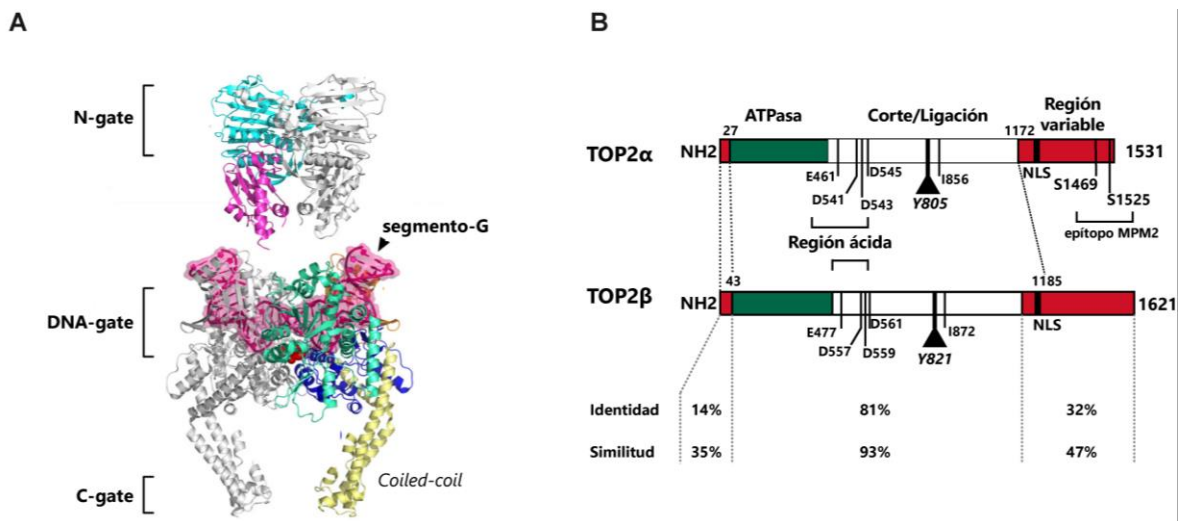 A
N-gate
segmento-G
DNA-gate
C-gate
Coiled-coil
B
ATPasa
Corte/Ligación
Región
variable
27
1172
TOP2α
NH2
1531
E461
D541
D545
D543
Y805
I856
NLS
S1469
S1525
epítopo MPM2
Región ácida
43
1185
TOP2β
NH2
1621
E477
D557
D561
D559
Y821
I872
NLS
Identidad 14% 81% 32%
Similitud 35% 93% 47%